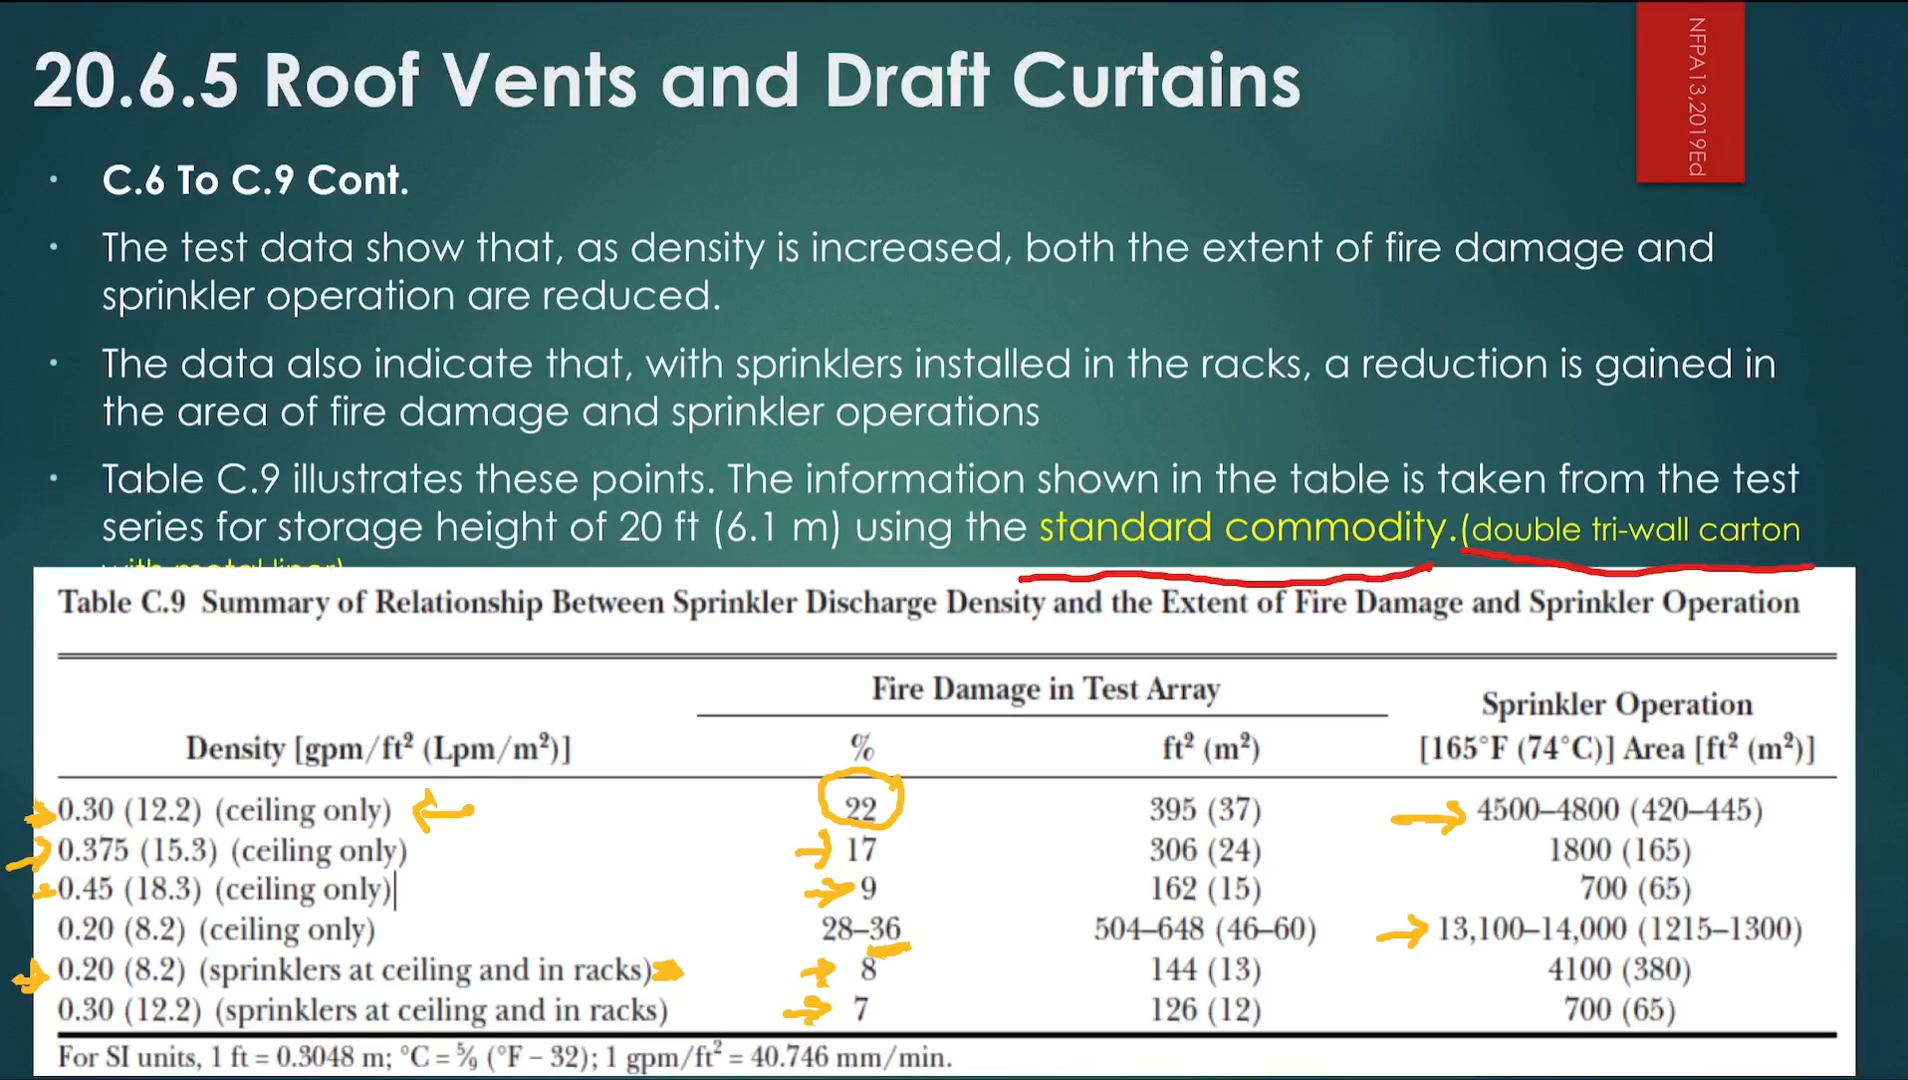 20.6.5 Roof Vents and Draft Curtains
NFPA13,2019Ed
• C.6 To C.9 Cont.
• The test data show that, as density is increased, both the extent of fire damage and
sprinkler operation are reduced.
• The data also indicate that, with sprinklers installed in the racks, a reduction is gained in
the area of fire damage and sprinkler operations
• Table C.9 illustrates these points. The information shown in the table is taken from the test
series for storage height of 20 ft (6.1 m) using the standard commodity.(double tri-wall carton
with metal liner)
Table C.9 Summary of Relationship Between Sprinkler Discharge Density and the Extent of Fire Damage and Sprinkler Operation
Fire Damage in Test Array
Sprinkler Operation
Density [gpm/ft² (Lpm/m²)] % ft² (m²) [165°F (74°C)] Area [ft² (m²)]
0.30 (12.2) (ceiling only) 22 395 (37) 4500–4800 (420–445)
0.375 (15.3) (ceiling only) 17 306 (24) 1800 (165)
0.45 (18.3) (ceiling only) 9 162 (15) 700 (65)
0.20 (8.2) (ceiling only) 28–36 504–648 (46–60) 13,100–14,000 (1215–1300)
0.20 (8.2) (sprinklers at ceiling and in racks) 8 144 (13) 4100 (380)
0.30 (12.2) (sprinklers at ceiling and in racks) 7 126 (12) 700 (65)
For SI units, 1 ft = 0.3048 m; °C = 5⁄9 (°F – 32); 1 gpm/ft² = 40.746 mm/min.